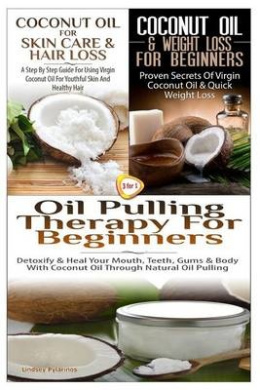 COCONUT OIL
FOR
SKIN CARE &
HAIR LOSS
A Step By Step Guide For Using Virgin
Coconut Oil For Youthful Skin And
Healthy Hair
COCONUT OIL
& WEIGHT LOSS
FOR BEGINNERS
Proven Secrets Of Virgin
Coconut Oil & Quick
Weight Loss
3 for 1
Oil Pulling
Therapy For
Beginners
Detoxify & Heal Your Mouth, Teeth, Gums & Body
With Coconut Oil Through Natural Oil Pulling
Lindsey Pylarinos